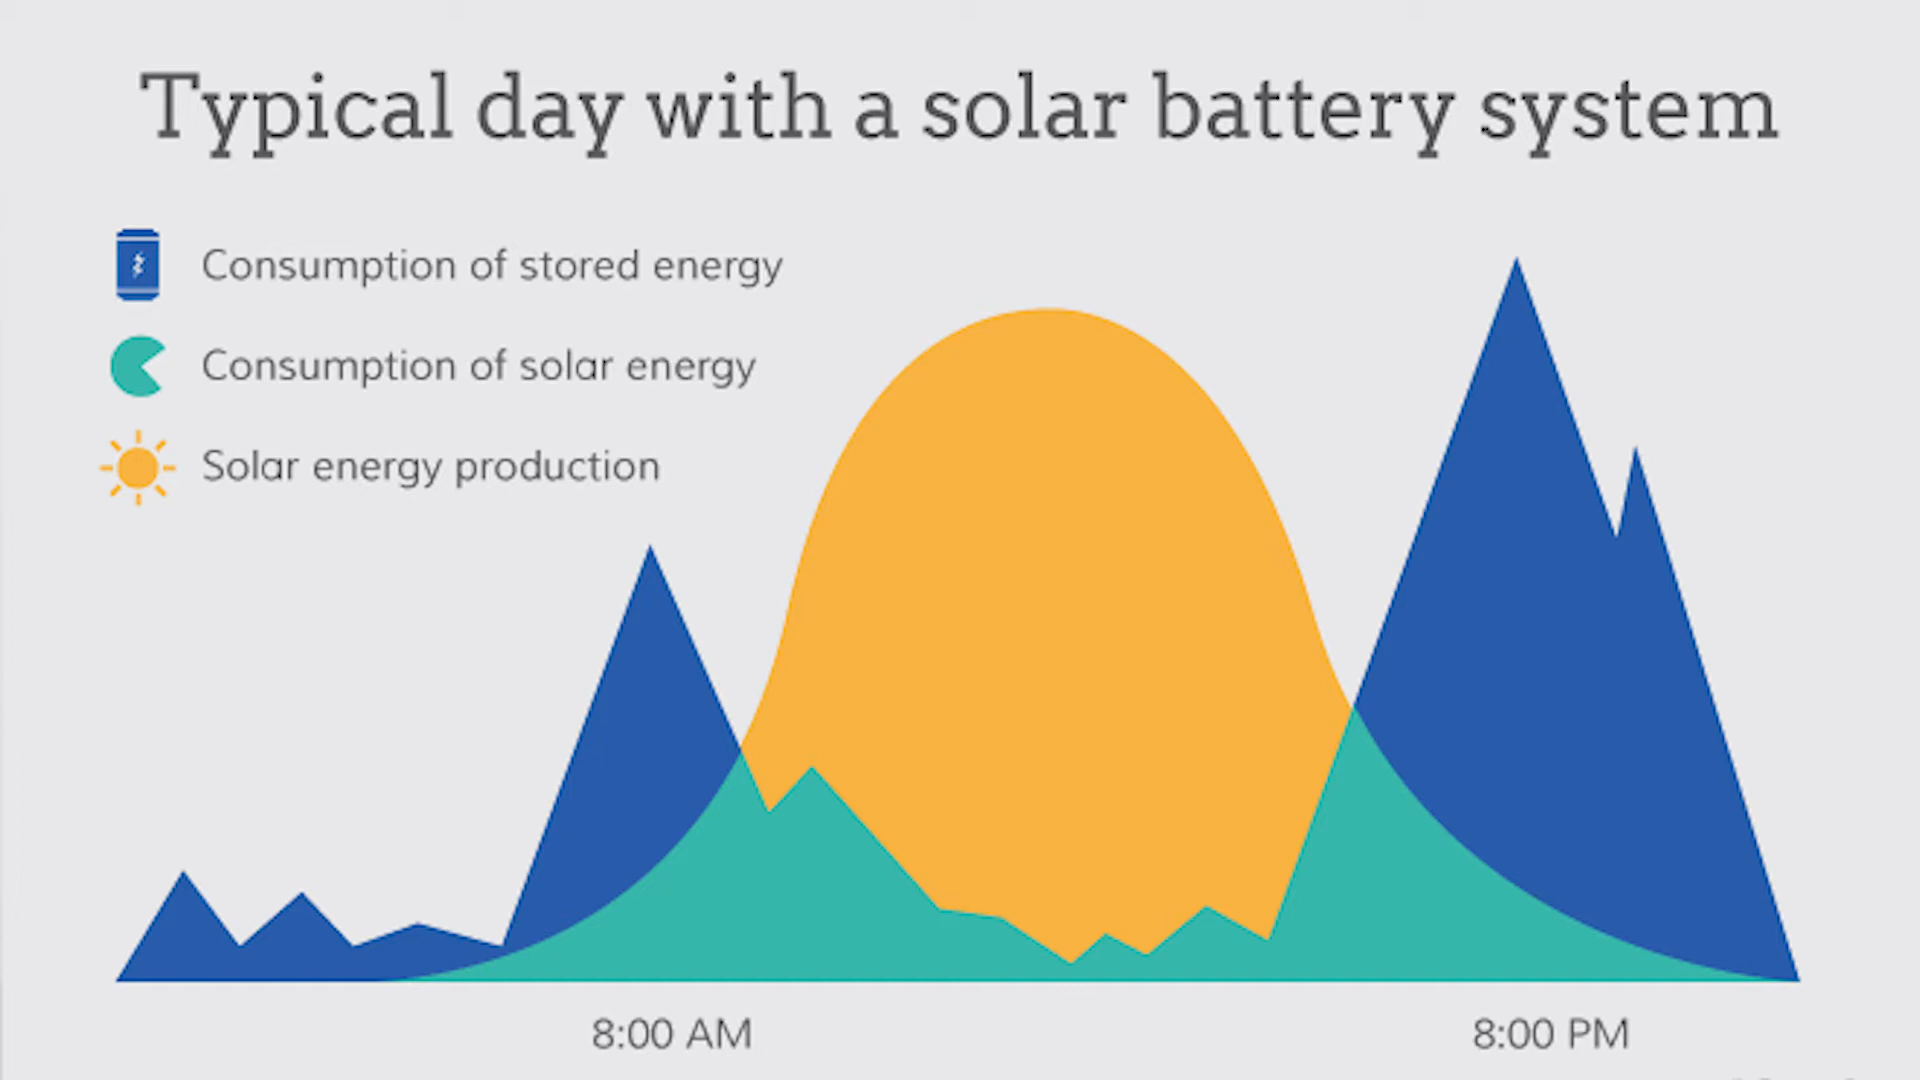 Typical day with a solar battery system
Consumption of stored energy
Consumption of solar energy
Solar energy production
8:00 AM
8:00 PM